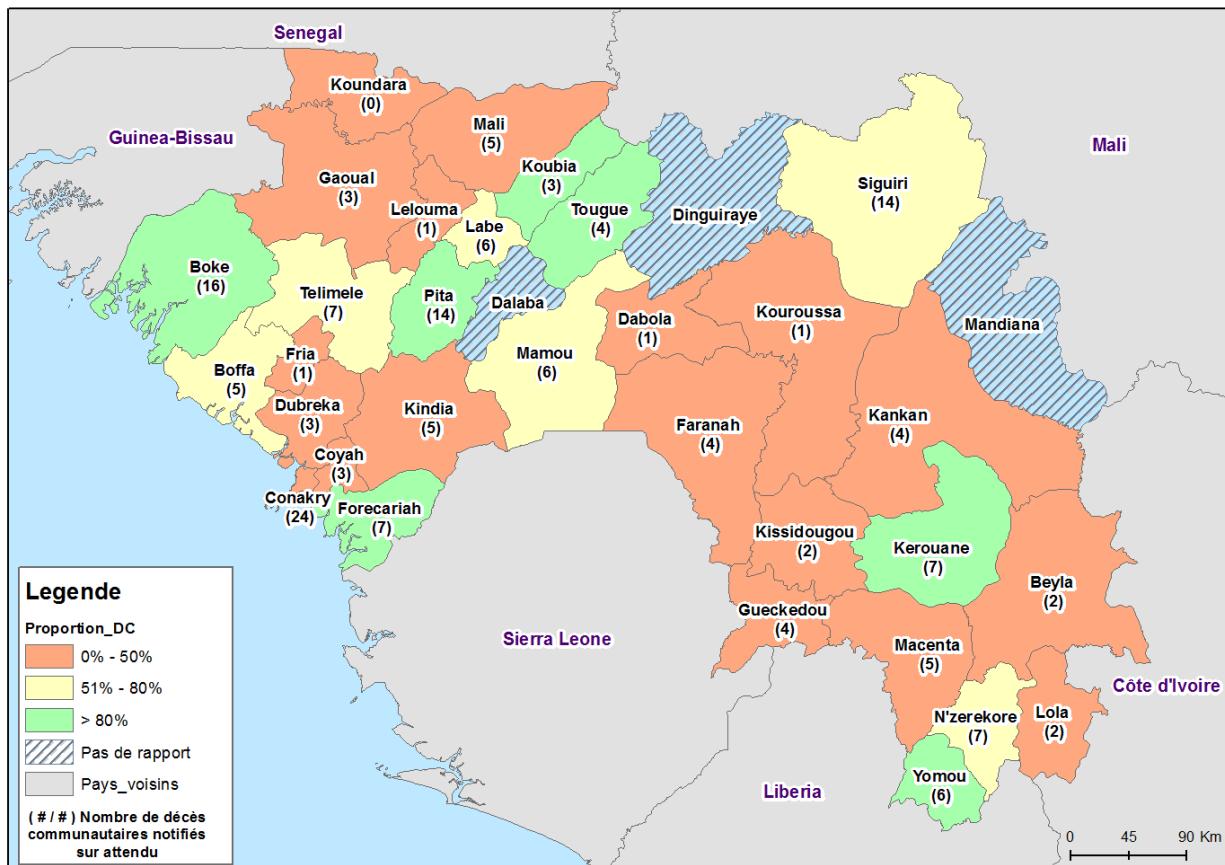 Senegal
Koundara
(0)
Guinea-Bissau
Mali
(5)
Mali
Koubia
(3)
Gaoual
(3)
Siguiri
(14)
Lelouma
(1)
Tougue
(4)
Dinguiraye
Labe
(6)
Boke
(16)
Telimele
(7)
Pita
(14)
Dalaba
Dabola
(1)
Kouroussa
(1)
Mandiana
Fria
(1)
Mamou
(6)
Boffa
(5)
Dubreka
(3)
Kindia
(5)
Faranah
(4)
Kankan
(4)
Coyah
(3)
Conakry
(24)
Forecariah
(7)
Kissidougou
(2)
Kerouane
(7)
Beyla
(2)
Gueckedou
(4)
Sierra Leone
Macenta
(5)
Côte d'Ivoire
N'zerekore
(7)
Lola
(2)
Yomou
(6)
Liberia
Legende
Proportion_DC
0% - 50%
51% - 80%
> 80%
Pas de rapport
Pays_voisins
( # / # ) Nombre de décès
communautaires notifiés
sur attendu
0 45 90 Km